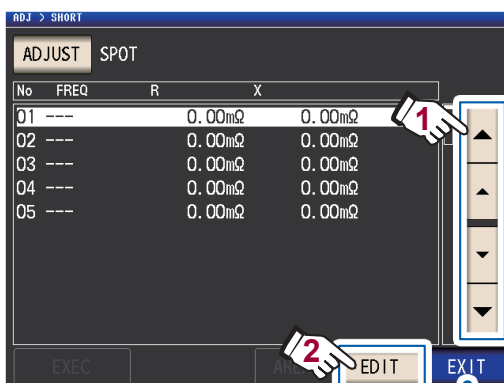 ADJ > SHORT
ADJUST SPOT
No FREQ R X
01 --- 0.00mΩ 0.00mΩ
02 --- 0.00mΩ 0.00mΩ
03 --- 0.00mΩ 0.00mΩ
04 --- 0.00mΩ 0.00mΩ
05 --- 0.00mΩ 0.00mΩ
1
2
EXEC EDIT EXIT